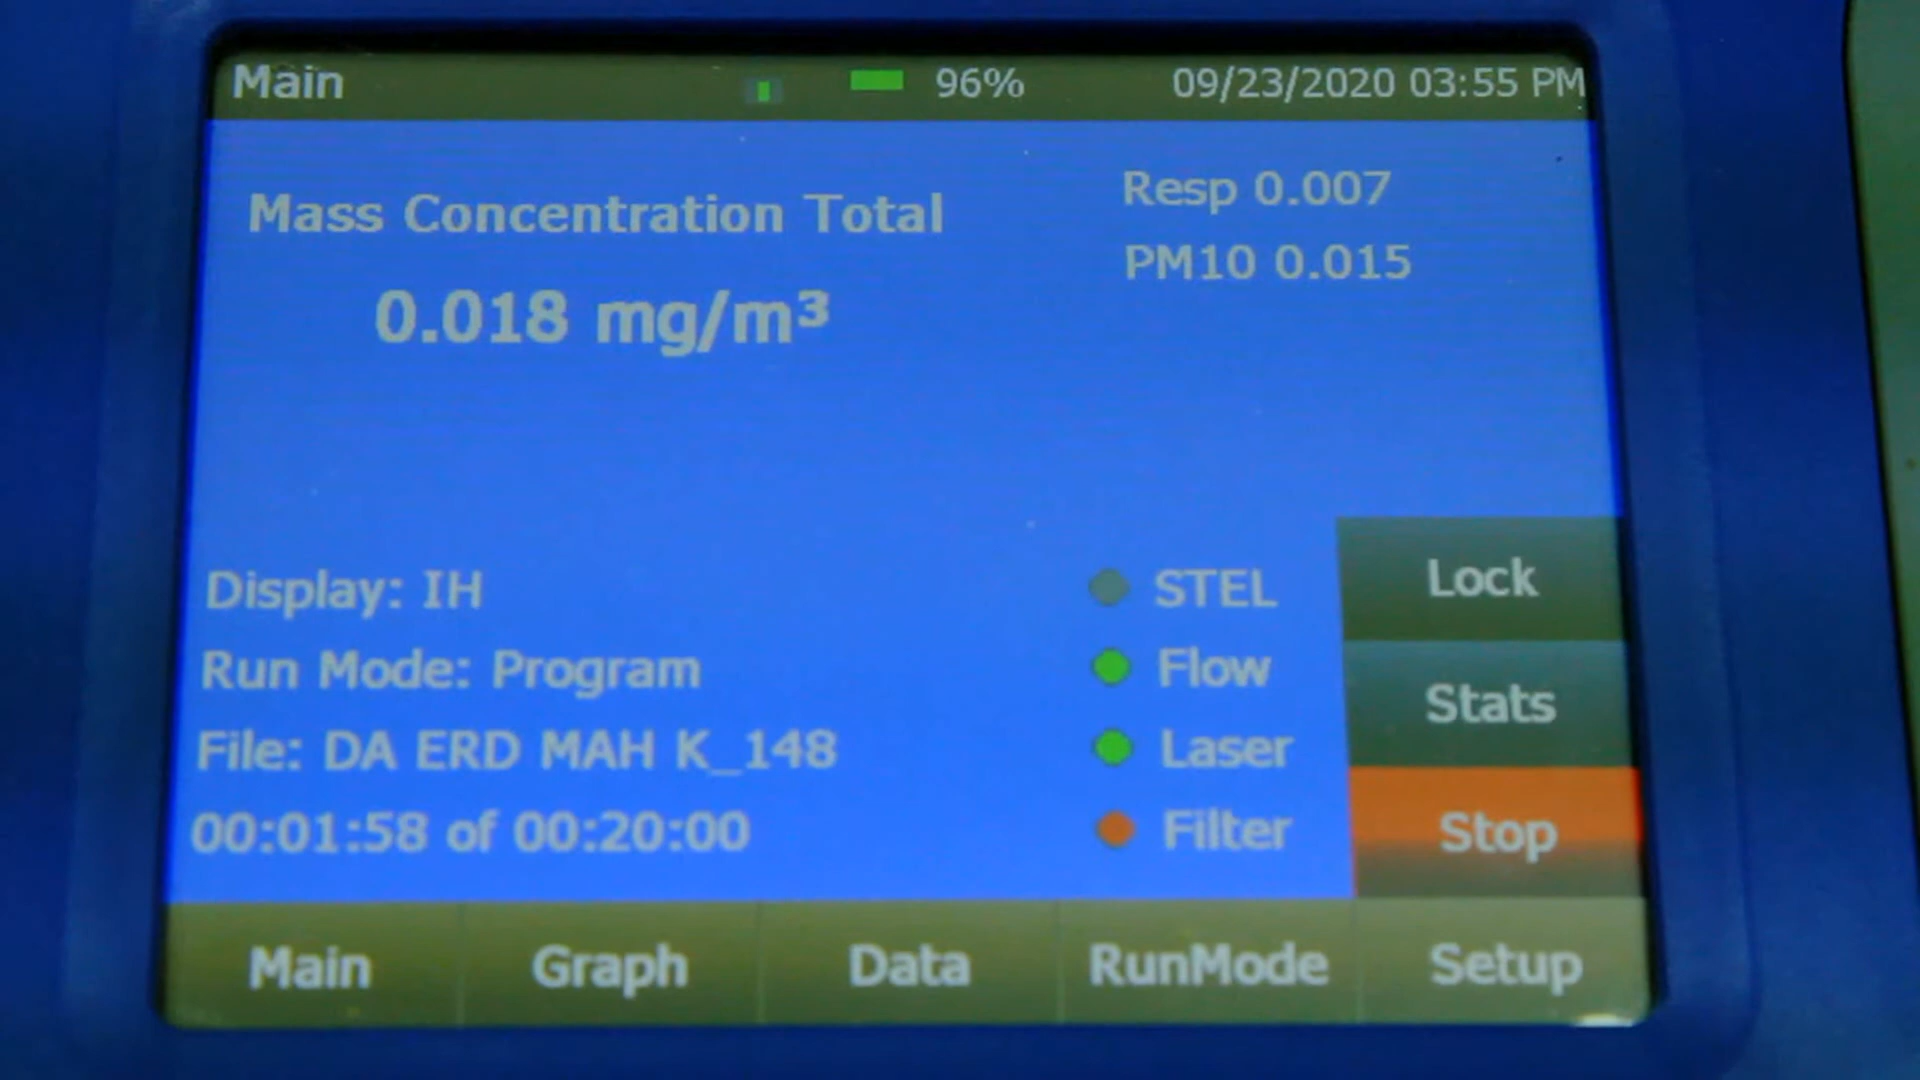 Main 96% 09/23/2020 03:55 PM
Mass Concentration Total
0.018 mg/m³
Resp 0.007
PM10 0.015
Display: IH
Run Mode: Program
File: DA ERD MAH K_148
00:01:58 of 00:20:00
STEL
Flow
Laser
Filter
Lock
Stats
Stop
Main Graph Data RunMode Setup